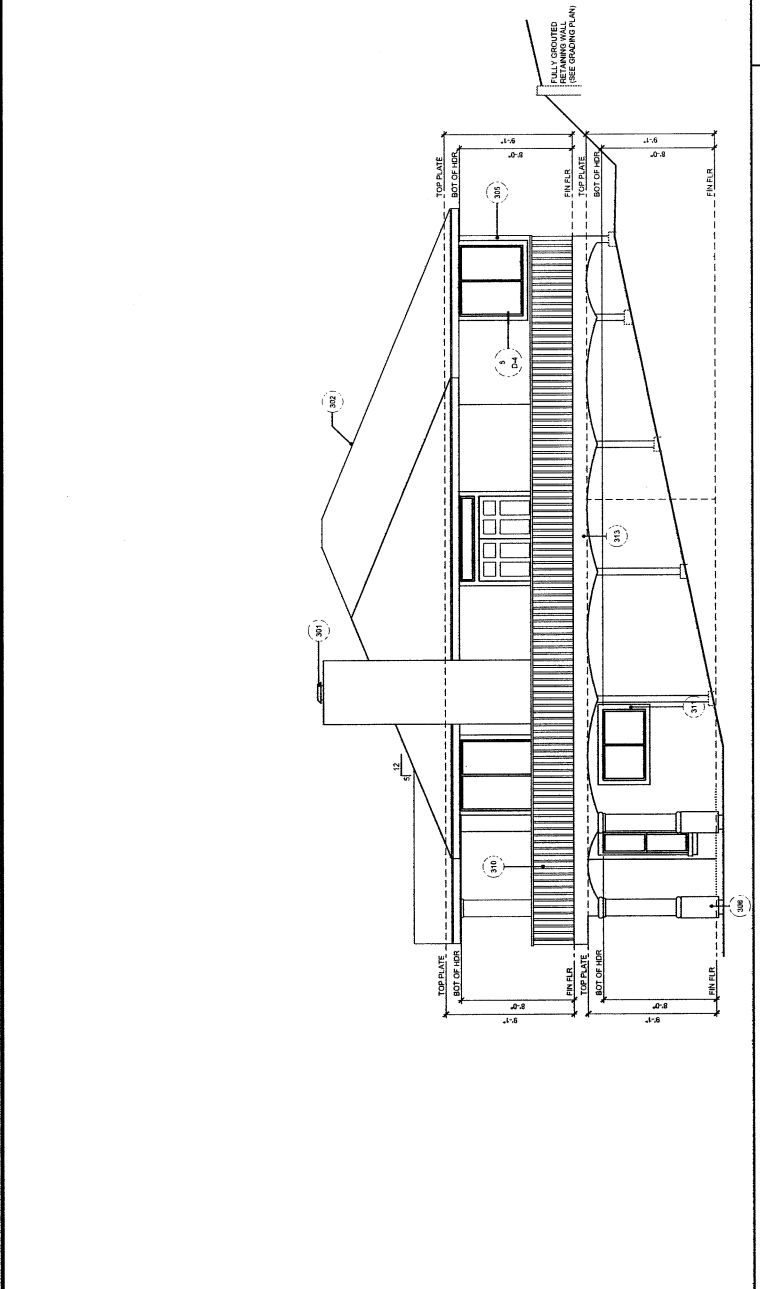 FULLY GROUTED
RETAINING WALL
(SEE GRADING PLAN)
301
302
12
5
TOP PLATE
BOT OF HDR
9'-1"
8'-0"
FIN FLR
TOP PLATE
BOT OF HDR
9'-1"
8'-0"
FIN FLR
310
5
D-4
305
313
311
306
TOP PLATE
BOT OF HDR
9'-1"
8'-0"
FIN FLR
TOP PLATE
BOT OF HDR
9'-1"
8'-0"
FIN FLR